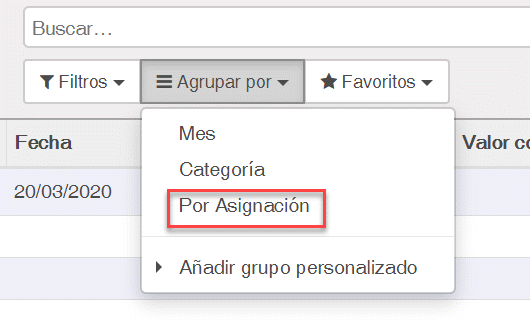 Buscar...
Filtros Agrupar por Favoritos
Fecha Valor co
Mes
Categoría
20/03/2020
Por Asignación
Añadir grupo personalizado